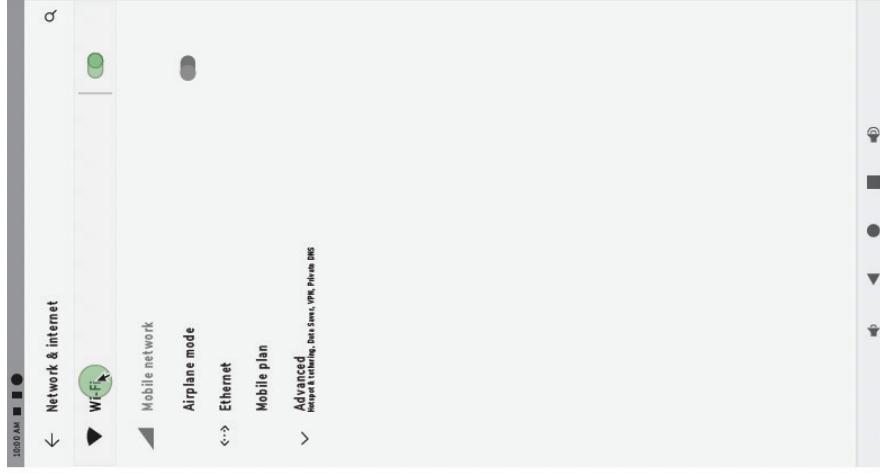 10:00 AM
Network & internet
Wi-Fi
Mobile network
Airplane mode
Ethernet
Mobile plan
Advanced
Hotspot & tethering, Data Saver, VPN, Private DNS